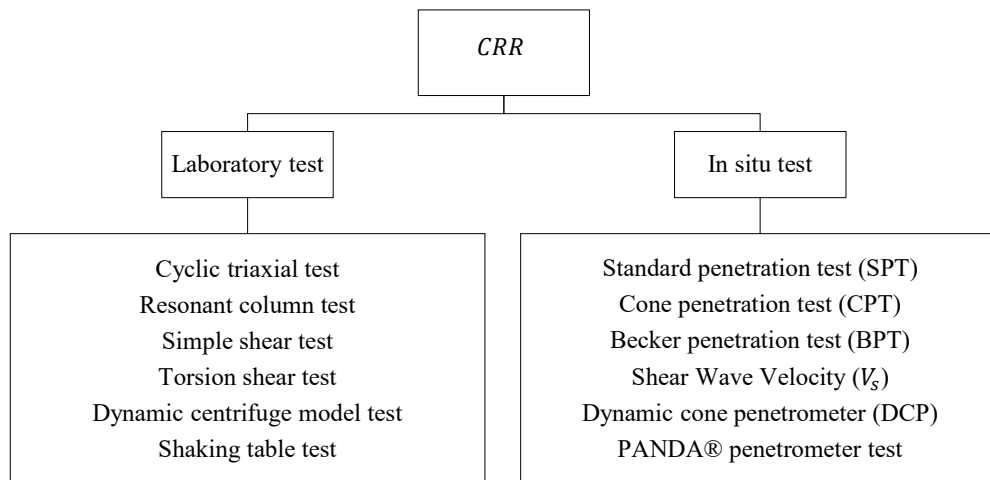 CRR
Laboratory test
In situ test
Cyclic triaxial test
Resonant column test
Simple shear test
Torsion shear test
Dynamic centrifuge model test
Shaking table test
Standard penetration test (SPT)
Cone penetration test (CPT)
Becker penetration test (BPT)
Shear Wave Velocity (Vₛ)
Dynamic cone penetrometer (DCP)
PANDA® penetrometer test